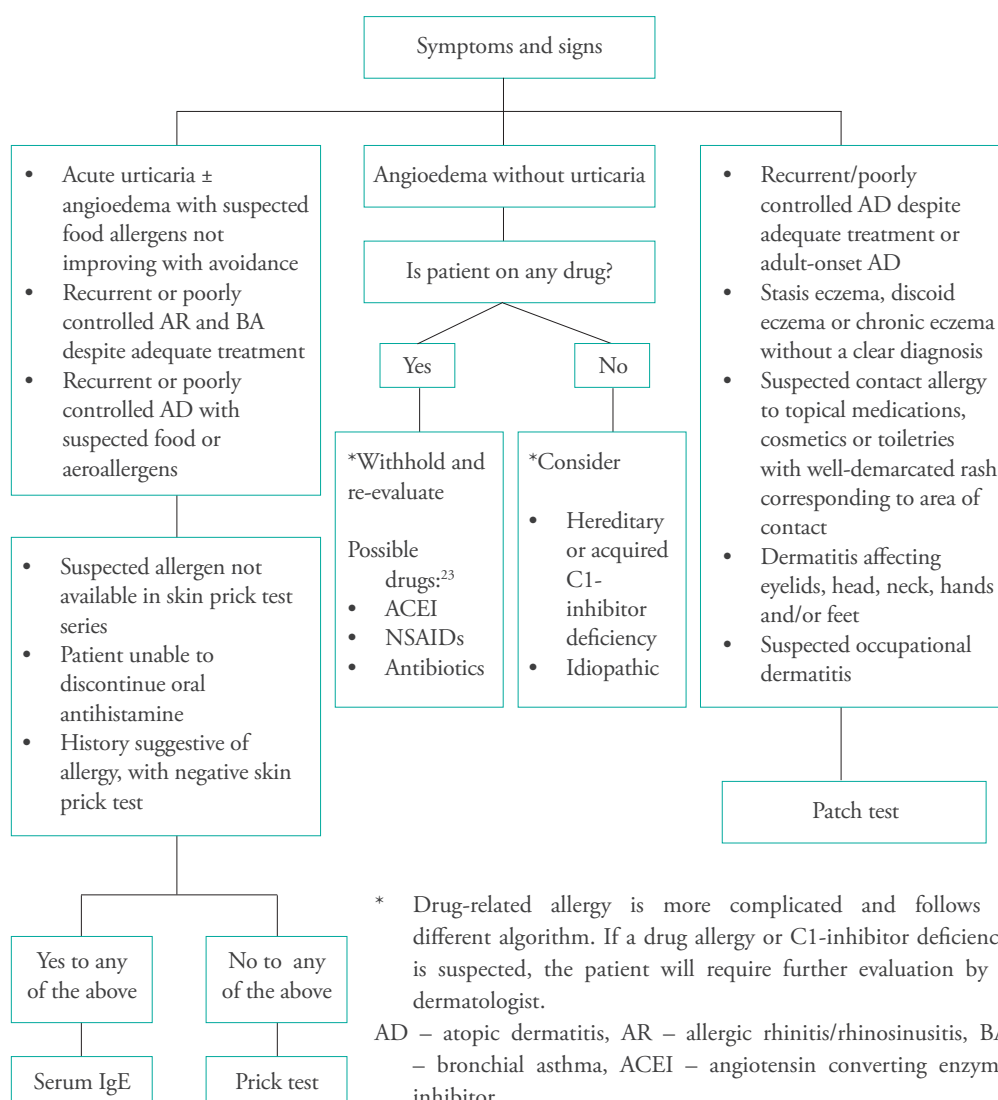 Symptoms and signs
• Acute urticaria ±
angioedema with suspected
food allergens not
improving with avoidance
• Recurrent or poorly
controlled AR and BA
despite adequate treatment
• Recurrent or poorly
controlled AD with
suspected food or
aeroallergens
• Suspected allergen not
available in skin prick test
series
• Patient unable to
discontinue oral
antihistamine
• History suggestive of
allergy, with negative skin
prick test
Yes to any
of the above
Serum IgE
No to any
of the above
Prick test
Angioedema without urticaria
Is patient on any drug?
Yes
*Withhold and
re-evaluate
Possible
drugs:23
• ACEI
• NSAIDs
• Antibiotics
No
*Consider
• Hereditary
or acquired
C1-
inhibitor
deficiency
• Idiopathic
• Recurrent/poorly
controlled AD despite
adequate treatment or
adult-onset AD
• Stasis eczema, discoid
eczema or chronic eczema
without a clear diagnosis
• Suspected contact allergy
to topical medications,
cosmetics or toiletries
with well-demarcated rash
corresponding to area of
contact
• Dermatitis affecting
eyelids, head, neck, hands
and/or feet
• Suspected occupational
dermatitis
Patch test
* Drug-related allergy is more complicated and follows
different algorithm. If a drug allergy or C1-inhibitor
is suspected, the patient will require further evaluation by
dermatologist.
AD – atopic dermatitis, AR – allergic rhinitis/rhinosinusitis,
– bronchial asthma, ACEI – angiotensin converting
inhibitor